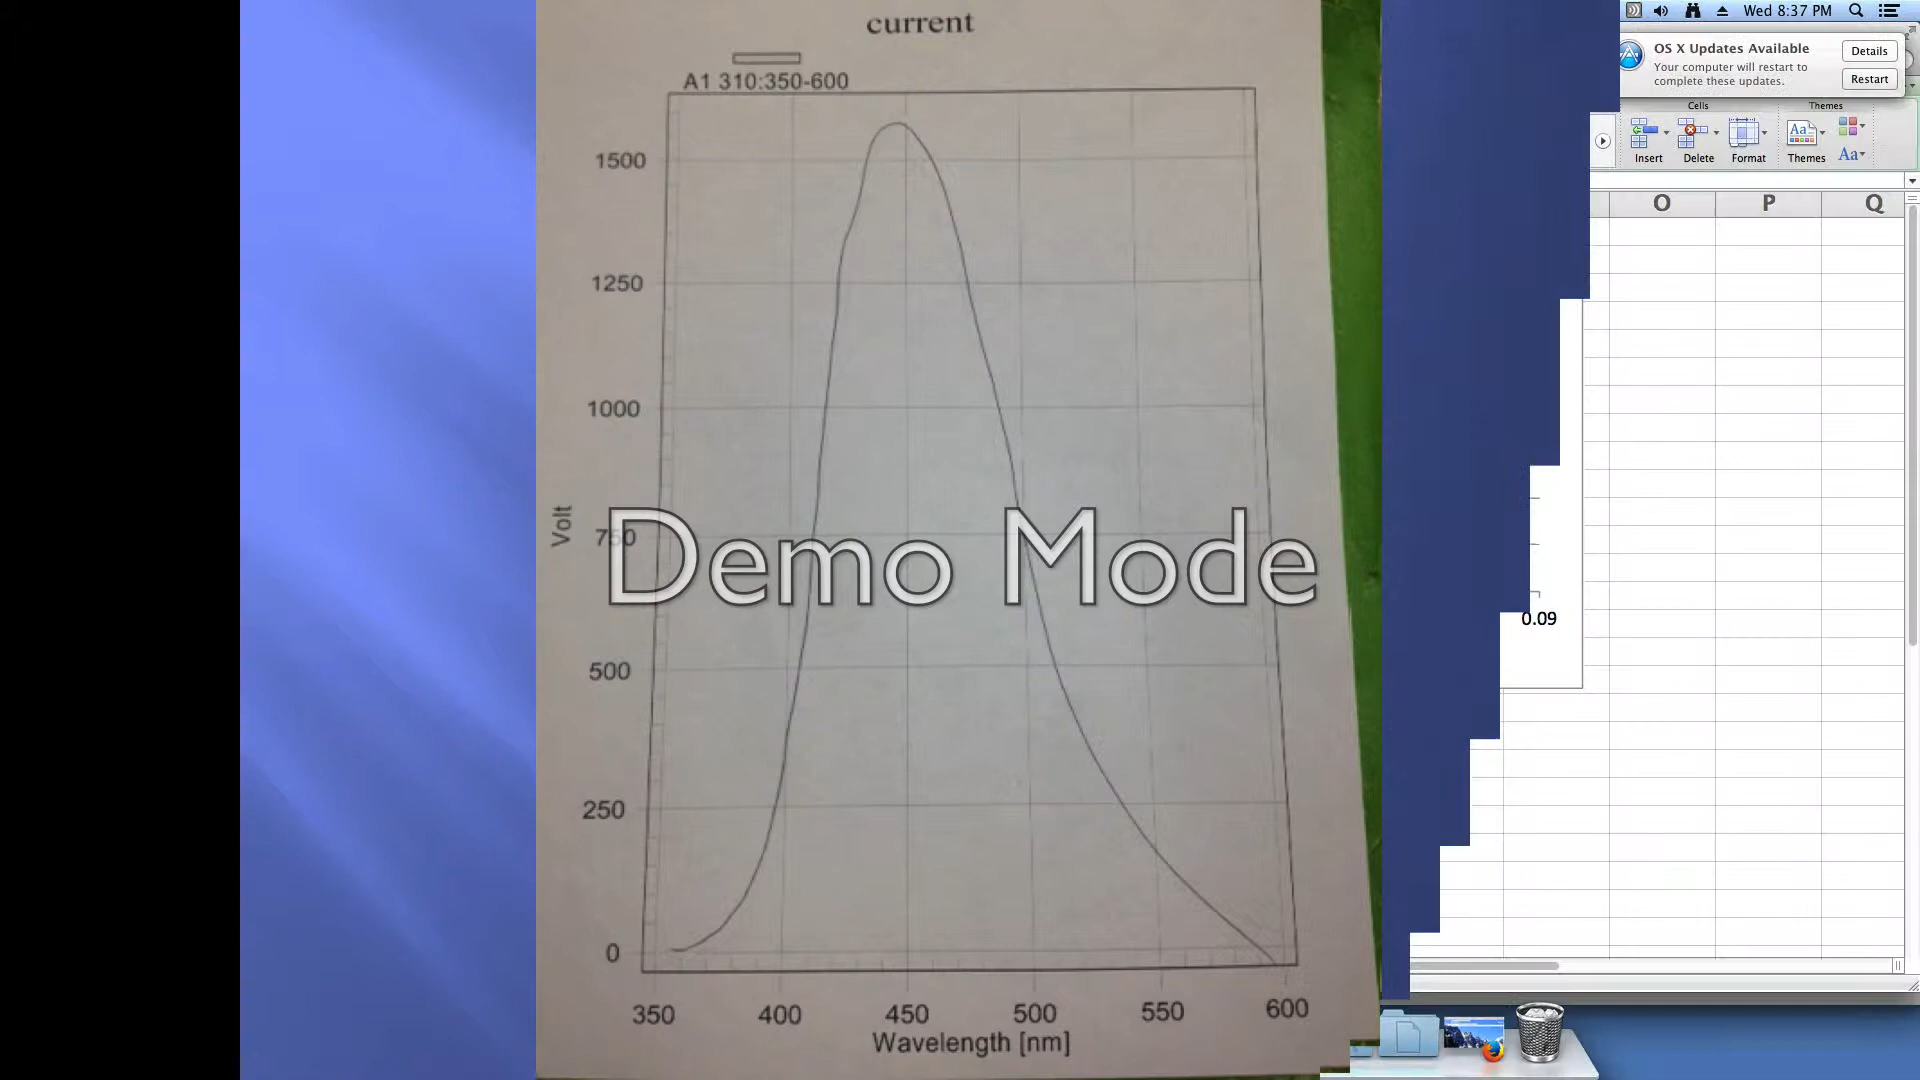 current
A1 310:350-600
1500
1250
1000
750
500
250
0
Volt
350 400 450 500 550 600
Wavelength [nm]
Demo Mode
Wed 8:37 PM
OS X Updates Available
Your computer will restart to
complete these updates.
Details
Restart
Cells
Themes
Insert
Delete
Format
Themes
Aa
Aa
O P Q
0.09